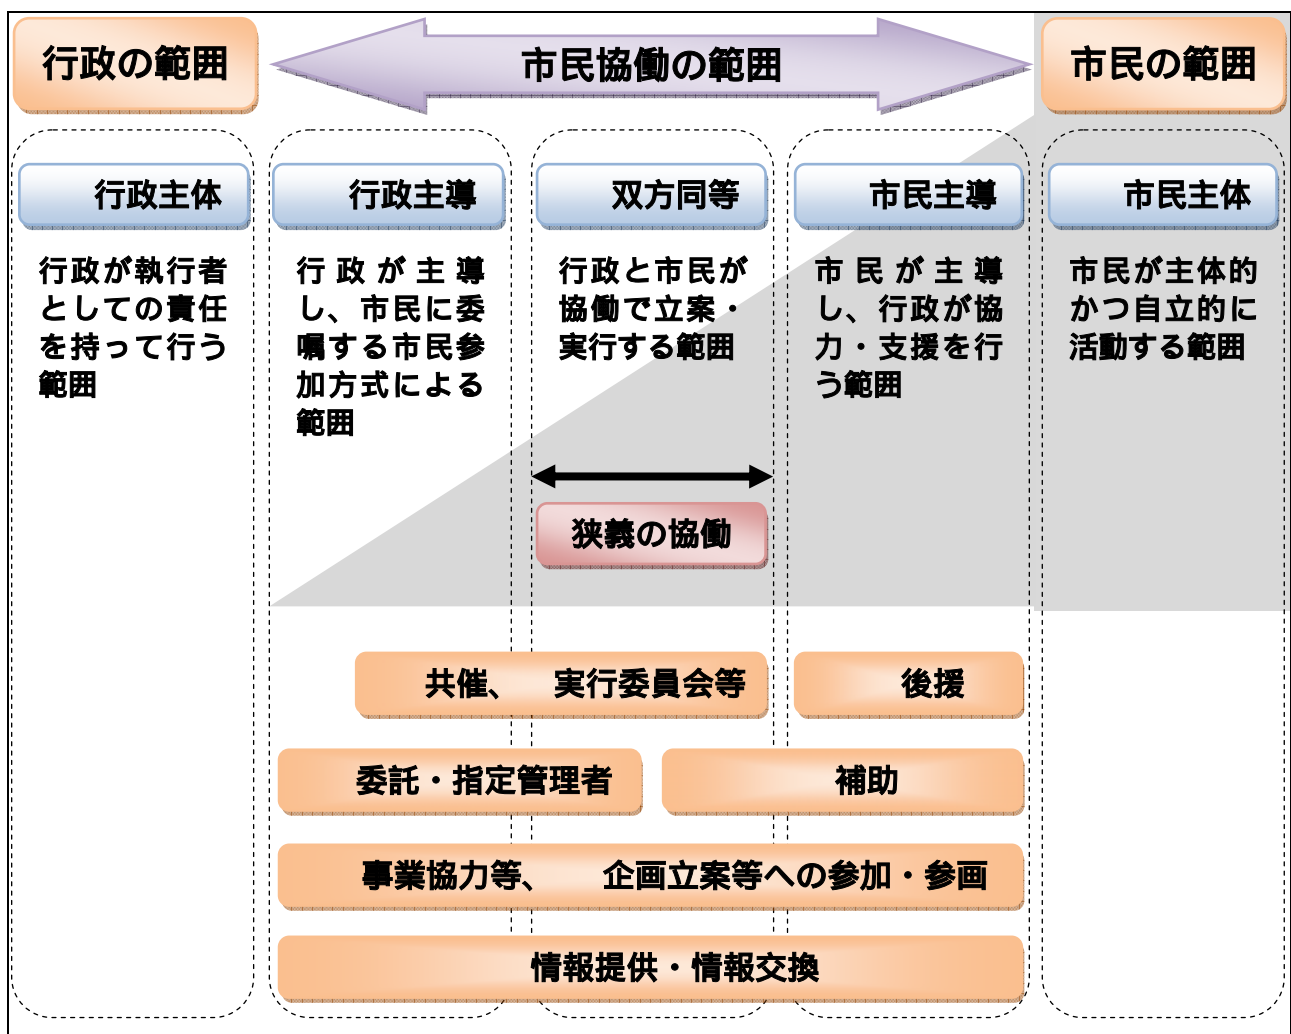 行政の範囲
市民協働の範囲
市民の範囲
行政主体
行政主導
双方同等
市民主導
市民主体
行政が執行者
としての責任
を持って行う
範囲
行政が主導
し、市民に委
嘱する市民参
加方式による
範囲
行政と市民が
協働で立案・
実行する範囲
市民が主導
し、行政が協
力・支援を行
う範囲
市民が主体的
かつ自立的に
活動する範囲
狭義の協働
共催、　実行委員会等
後援
委託・指定管理者
補助
事業協力等、　企画立案等への参加・参画
情報提供・情報交換